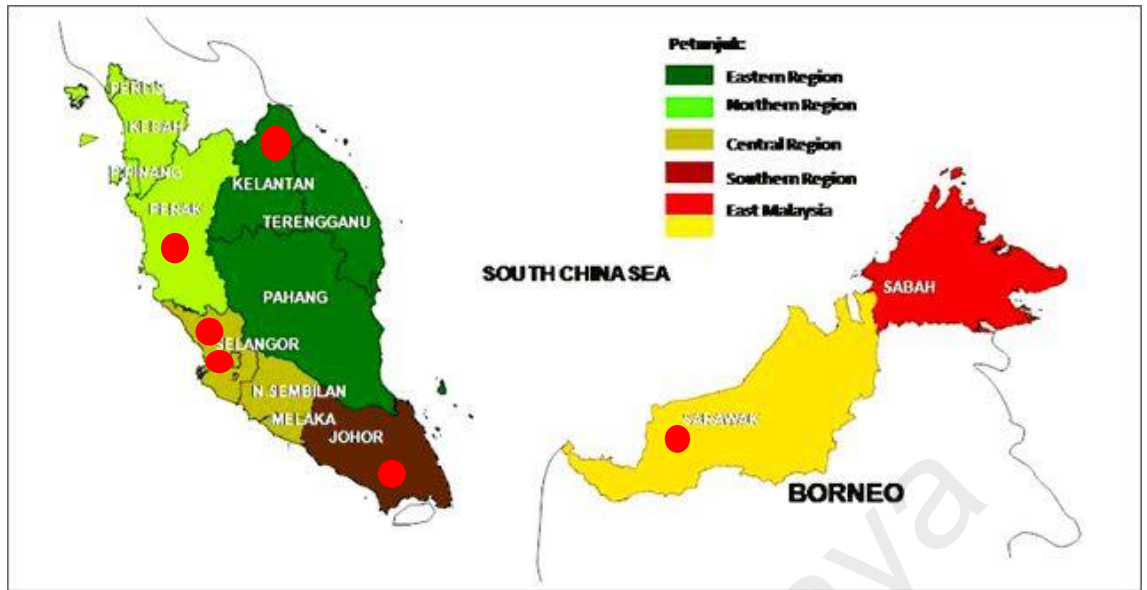 Petunjuk:
Eastern Region
Northern Region
Central Region
Southern Region
East Malaysia
PERLIS
KEDAH
P.PINANG
PERAK
KELANTAN
TERENGGANU
PAHANG
SELANGOR
N.SEMBILAN
MELAKA
JOHOR
SOUTH CHINA SEA
SABAH
SARAWAK
BORNEO